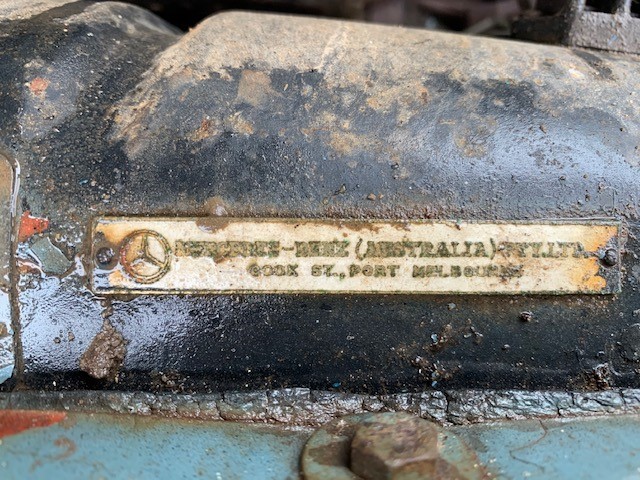 MERCEDES-BENZ (AUSTRALIA) PTY.LTD.
COOK ST., PORT MELBOURNE